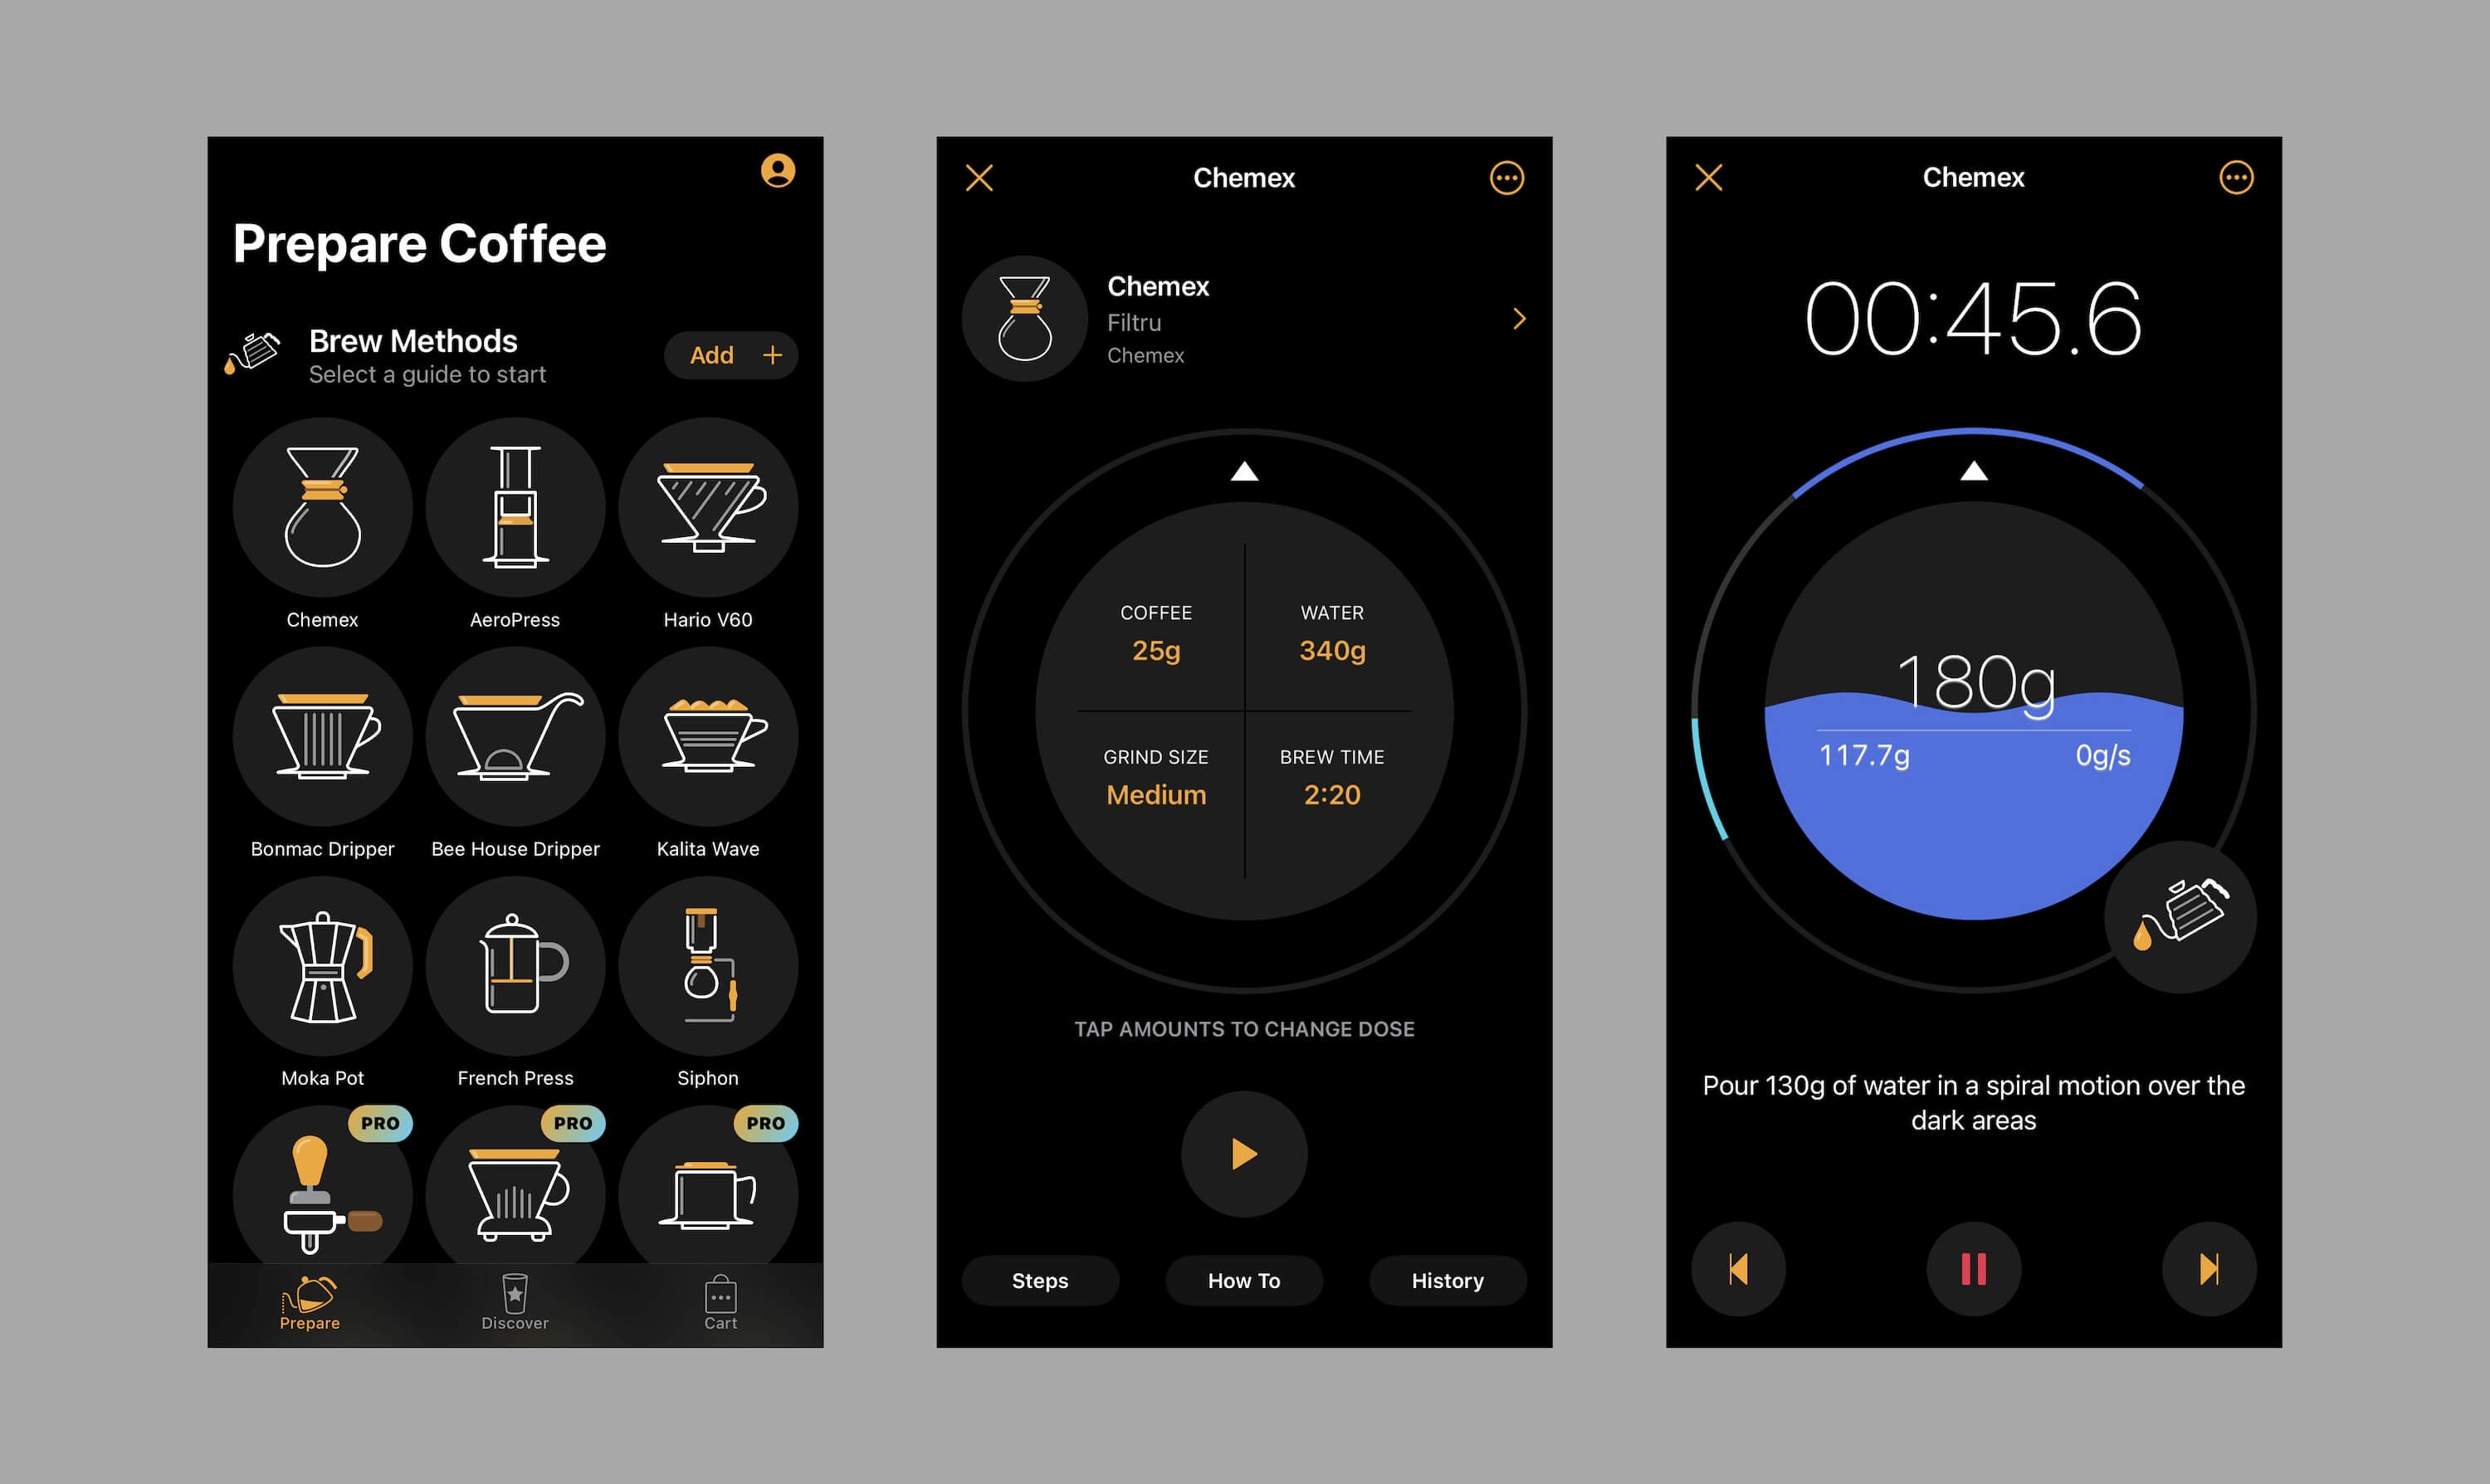 Prepare Coffee
Brew Methods
Select a guide to start
Add +
Chemex
AeroPress
Hario V60
Bonmac Dripper
Bee House Dripper
Kalita Wave
Moka Pot
French Press
Siphon
PRO
PRO
PRO
Prepare
Discover
Cart
Chemex
Chemex
Filtru
Chemex
COFFEE
25g
WATER
340g
GRIND SIZE
Medium
BREW TIME
2:20
TAP AMOUNTS TO CHANGE DOSE
Steps
How To
History
Chemex
00:45.6
180g
117.7g
0g/s
Pour 130g of water in a spiral motion over the
dark areas